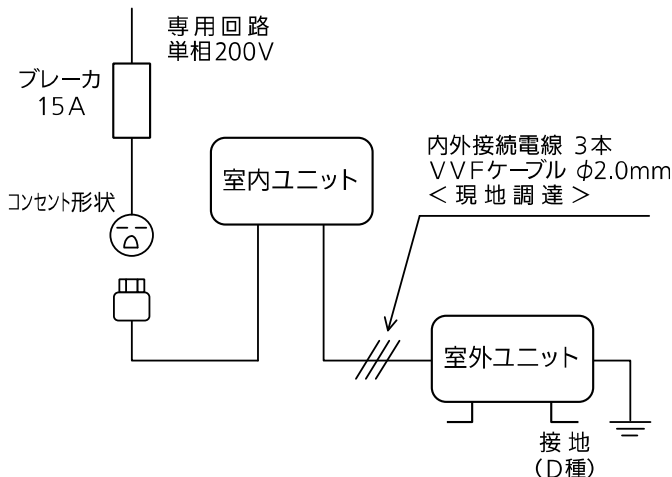 専用回路
単相200V
ブレーカ
15A
コンセント形状
室内ユニット
内外接続電線 3本
VVFケーブル φ2.0mm
＜現地調達＞
室外ユニット
接地
(D種)